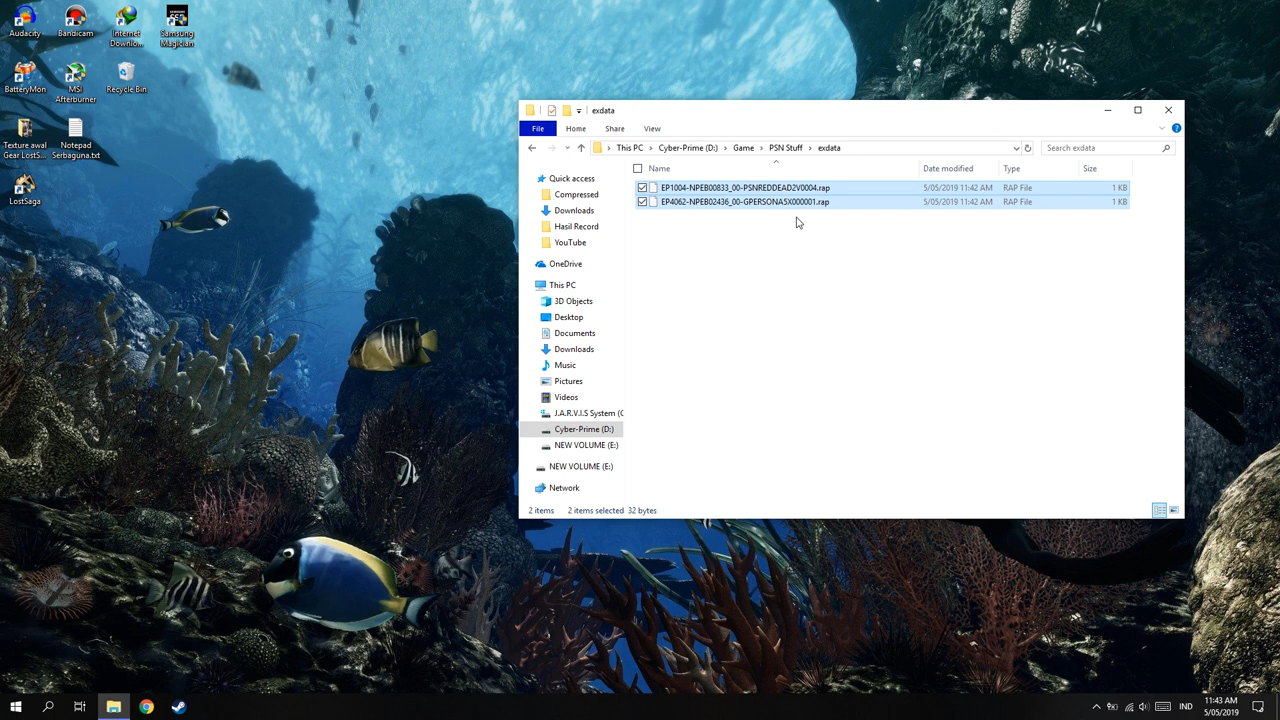 Audacity
Bandicam
Internet
Downlo...
Samsung
Magician
BatteryMon
MSI
Afterburner
Recycle Bin
Texture awal
Gear LostS...
Notepad
Serbaguna.txt
LostSaga
exdata
File Home Share View
This PC > Cyber-Prime (D:) > Game > PSN Stuff > exdata
Search exdata
Name Date modified Type Size
EP1004-NPEB00833_00-PSNREDDEAD2V0004.rap 5/05/2019 11:42 AM RAP File 1 KB
EP4062-NPEB02436_00-GPERSONA5X000001.rap 5/05/2019 11:42 AM RAP File 1 KB
Quick access
Compressed
Downloads
Hasil Record
YouTube
OneDrive
This PC
3D Objects
Desktop
Documents
Downloads
Music
Pictures
Videos
J.A.R.V.I.S System (C
Cyber-Prime (D:)
NEW VOLUME (E:)
NEW VOLUME (E:)
Network
2 items 2 items selected 32 bytes
IND
11:43 AM
5/05/2019